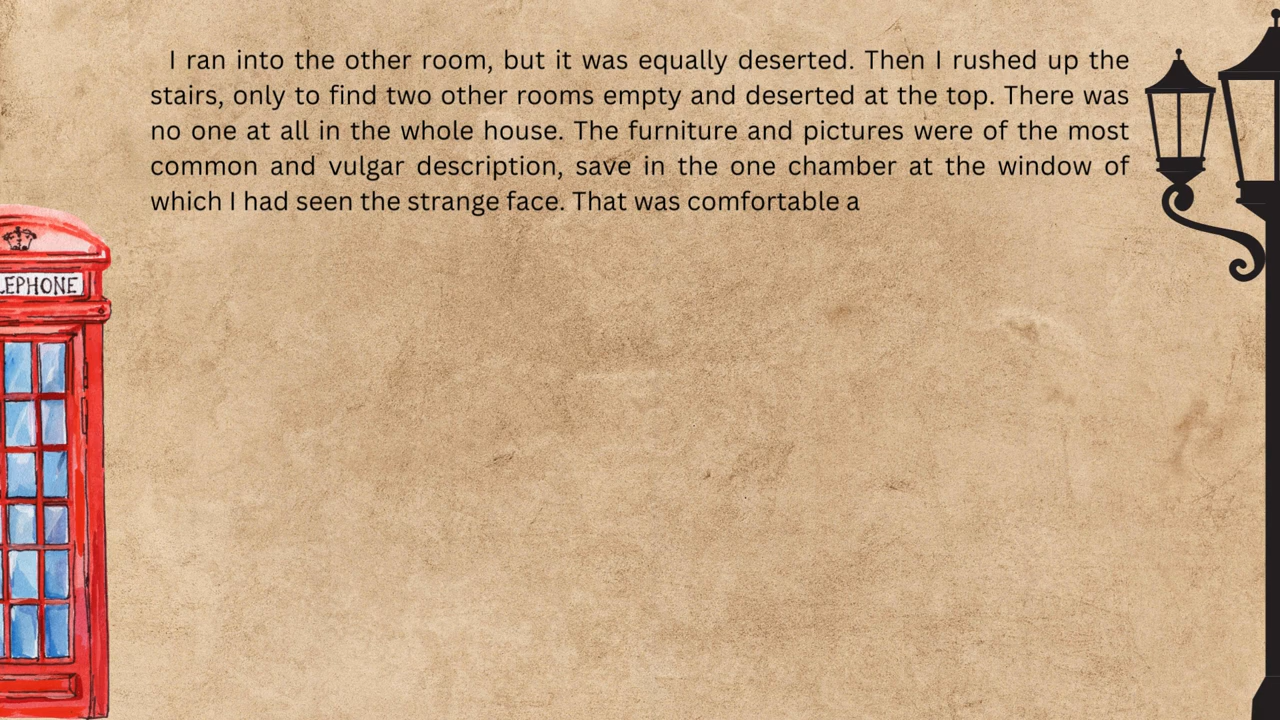 I ran into the other room, but it was equally deserted. Then I rushed up the
stairs, only to find two other rooms empty and deserted at the top. There was
no one at all in the whole house. The furniture and pictures were of the most
common and vulgar description, save in the one chamber at the window of
which I had seen the strange face. That was comfortable a
LEPHONE